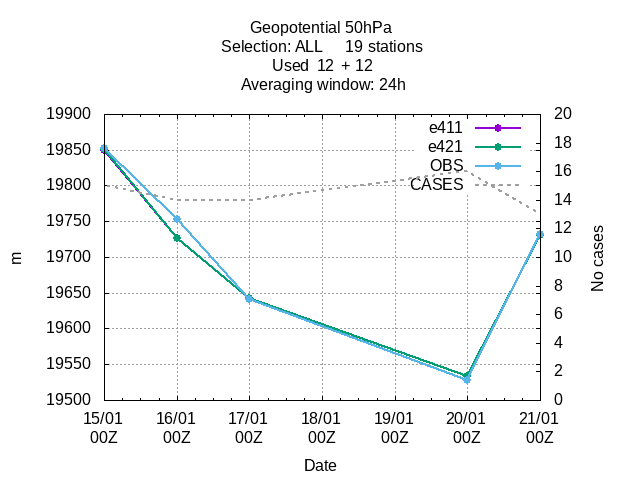 Geopotential 50hPa
Selection: ALL     19 stations
Used  12  + 12
Averaging window: 24h
19900
19850
19800
19750
19700
19650
19600
19550
19500
20
18
16
14
12
10
8
6
4
2
0
e411
e421
OBS
CASES
m
No cases
15/01
00Z
16/01
00Z
17/01
00Z
18/01
00Z
19/01
00Z
20/01
00Z
21/01
00Z
Date